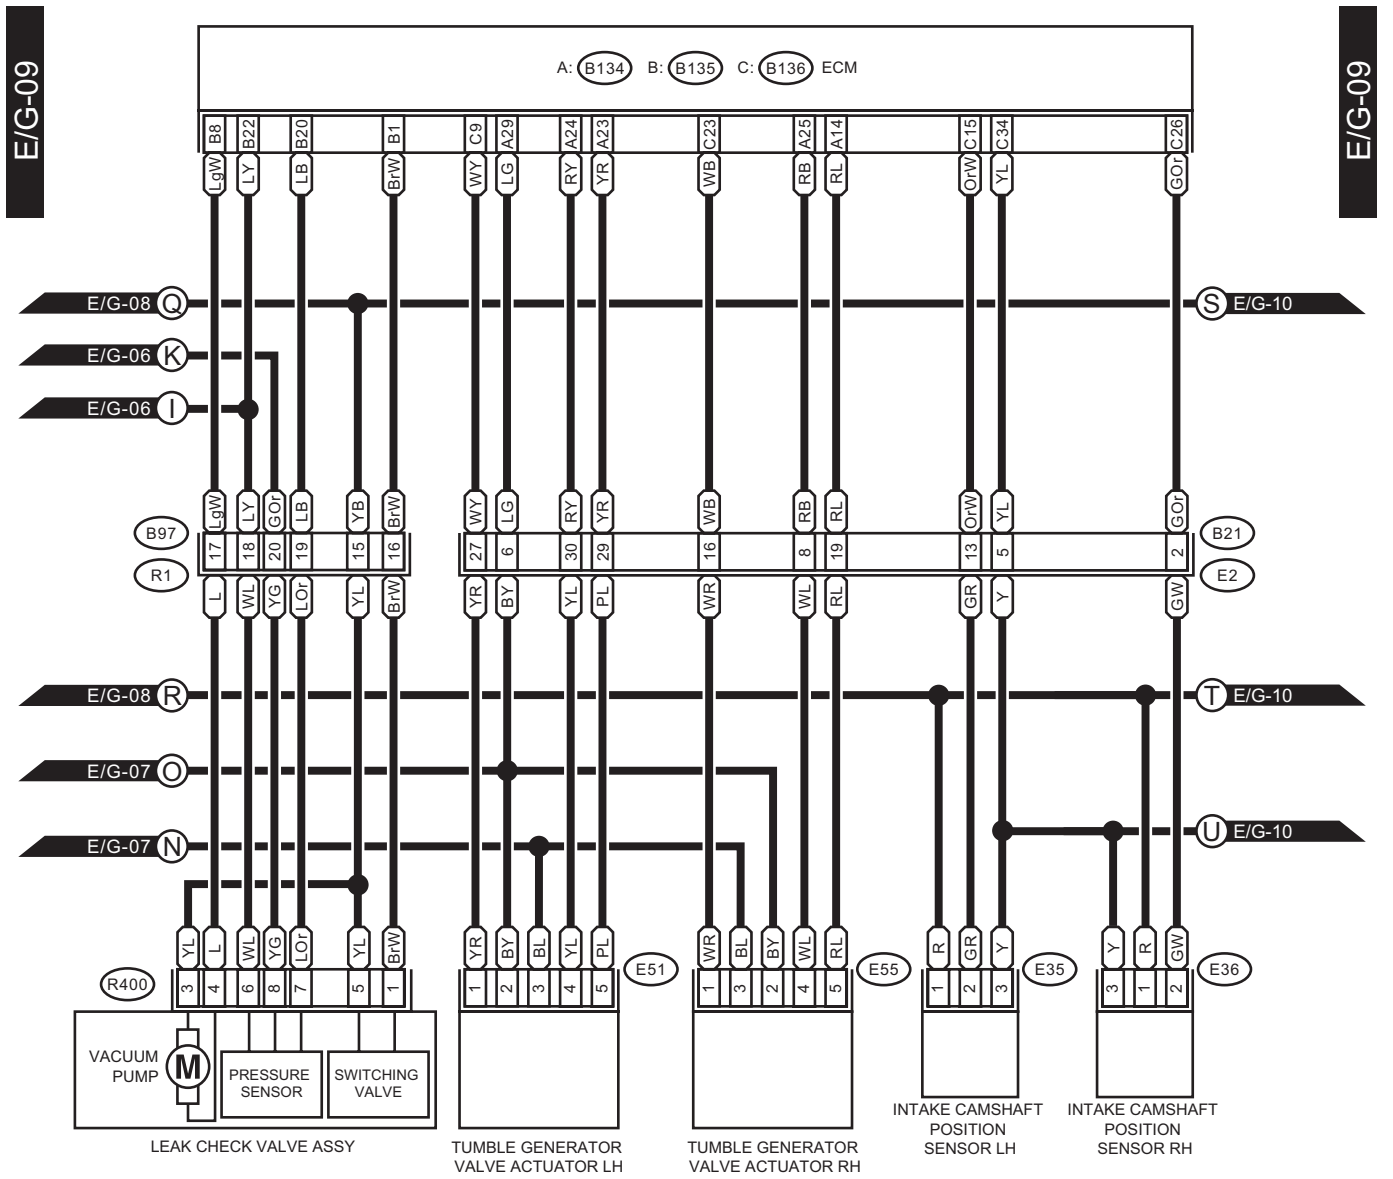 E/G-09
E/G-09
A: B134 B: B135 C: B136 ECM
B8 B22 B20 B1 C9 A29 A24 A23 C23 A25 A14 C15 C34 C26
LgW LY LB BrW WY LG RY YR WB RB RL OrW YL GOr
E/G-08 Q S E/G-10
E/G-06 K
E/G-06 I
LgW LY GOr LB YB BrW WY LG RY YR WB RB RL OrW YL GOr
B97 17 18 20 19 15 16 27 6 30 29 16 8 19 13 5 2 B21
R1 E2
L WL YG LOr YL BrW YR BY YL PL WR WL RL GR Y GW
E/G-08 R T E/G-10
E/G-07 O
E/G-07 N U E/G-10
YL L WL YG LOr YL BrW YR BY BL YL PL WR BL BY WL RL R GR Y Y R GW
R400 3 4 6 8 7 5 1 1 2 3 4 5 E51 1 3 2 4 5 E55 1 2 3 E35 3 1 2 E36
VACUUM
PUMP
M
PRESSURE
SENSOR
SWITCHING
VALVE
LEAK CHECK VALVE ASSY
TUMBLE GENERATOR
VALVE ACTUATOR LH
TUMBLE GENERATOR
VALVE ACTUATOR RH
INTAKE CAMSHAFT
POSITION
SENSOR LH
INTAKE CAMSHAFT
POSITION
SENSOR RH